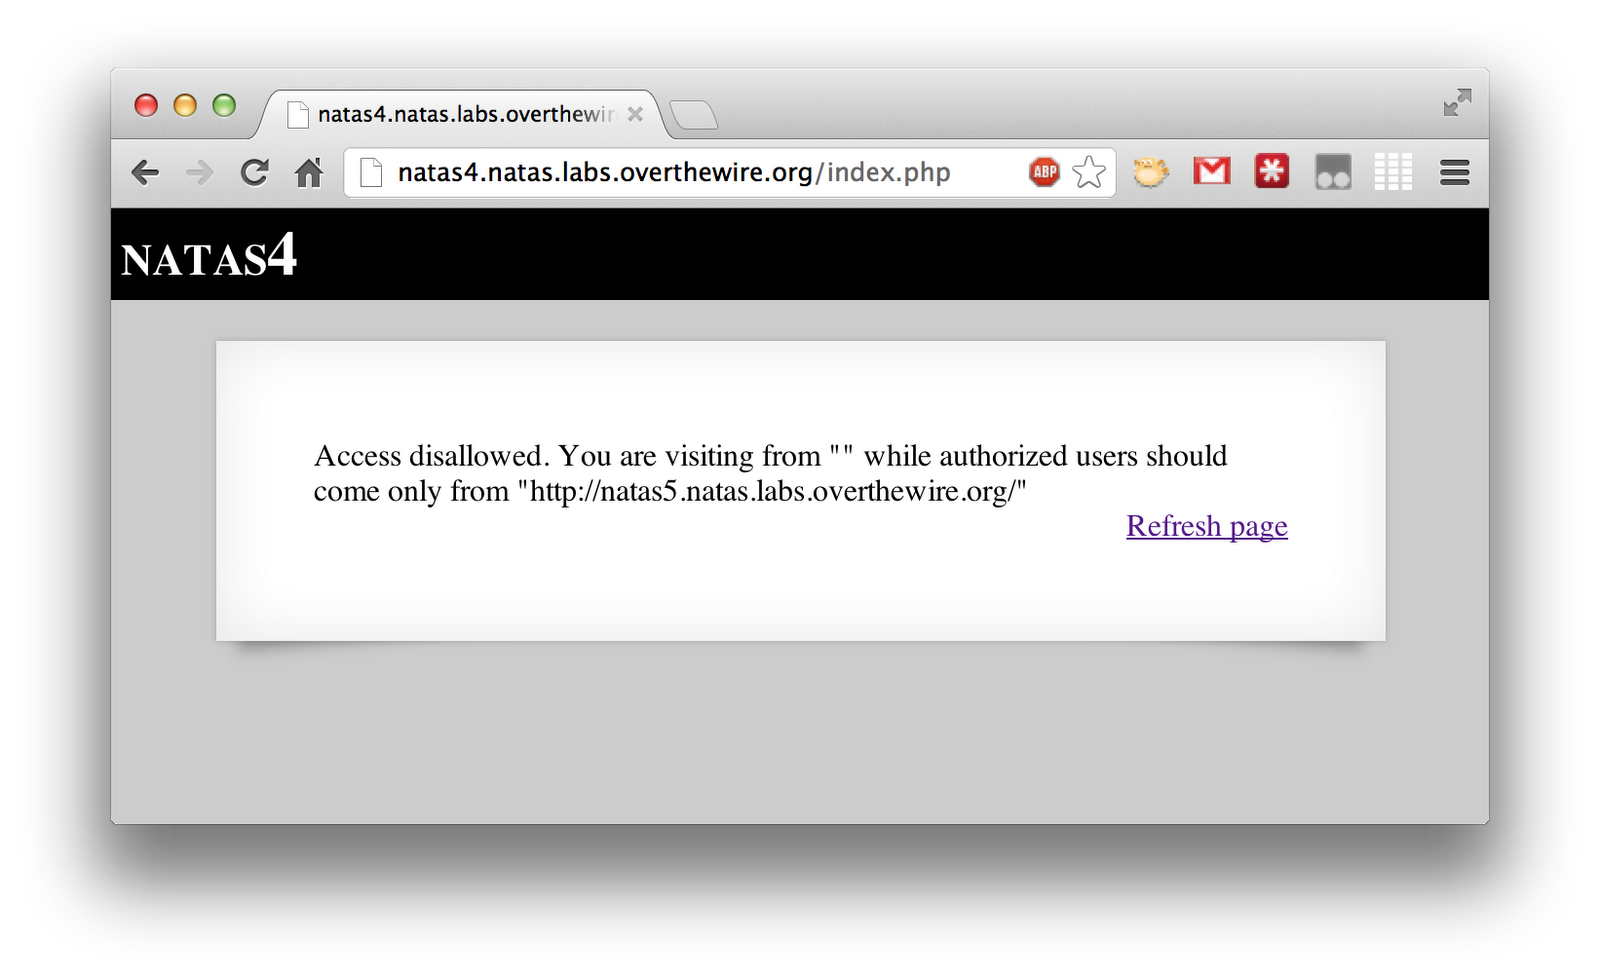 natas4.natas.labs.overthewir
natas4.natas.labs.overthewire.org/index.php
ABP
NATAS4
Access disallowed. You are visiting from "" while authorized users should
come only from "http://natas5.natas.labs.overthewire.org/"
Refresh page